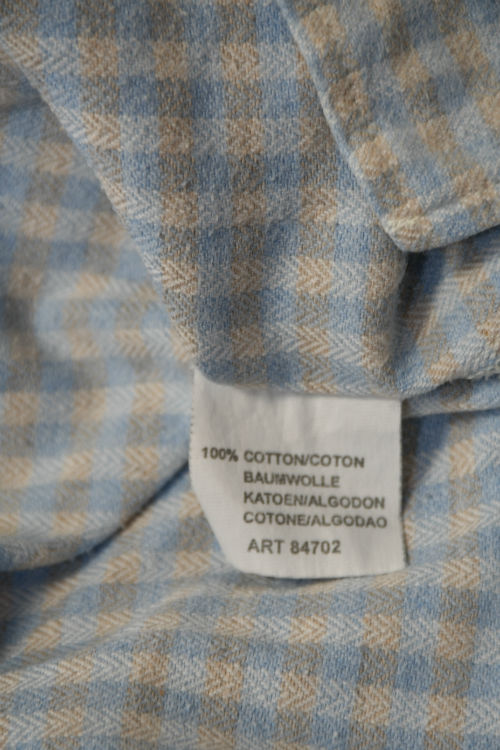 100% COTTON/COTON
BAUMWOLLE
KATOEN/ALGODON
COTONE/ALGODAO
ART 84702